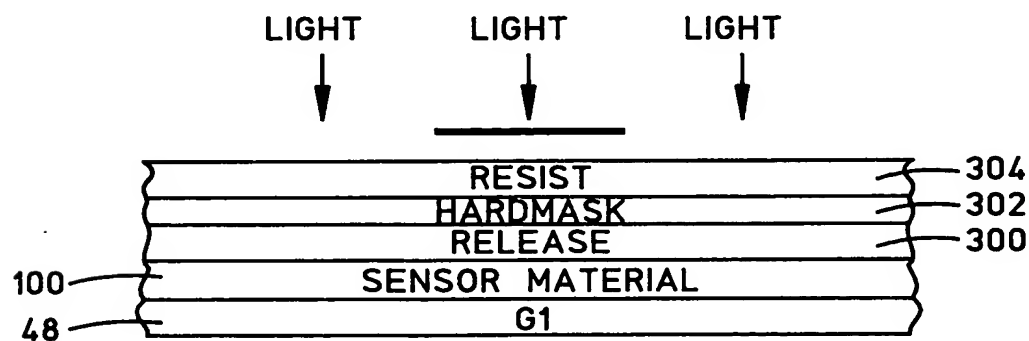 LIGHT LIGHT LIGHT
RESIST 304
HARDMASK 302
RELEASE 300
100 SENSOR MATERIAL
48 G1